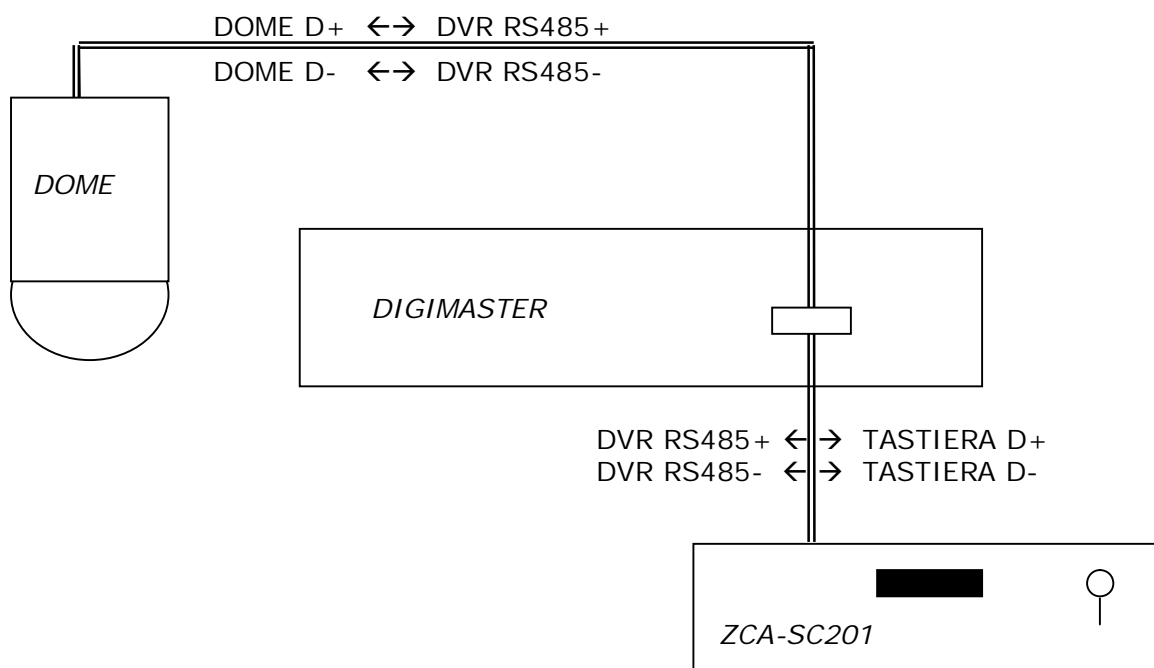 DOME D+ ←→ DVR RS485+
DOME D- ←→ DVR RS485-
DOME
DIGIMASTER
DVR RS485+ ←→ TASTIERA D+
DVR RS485- ←→ TASTIERA D-
ZCA-SC201